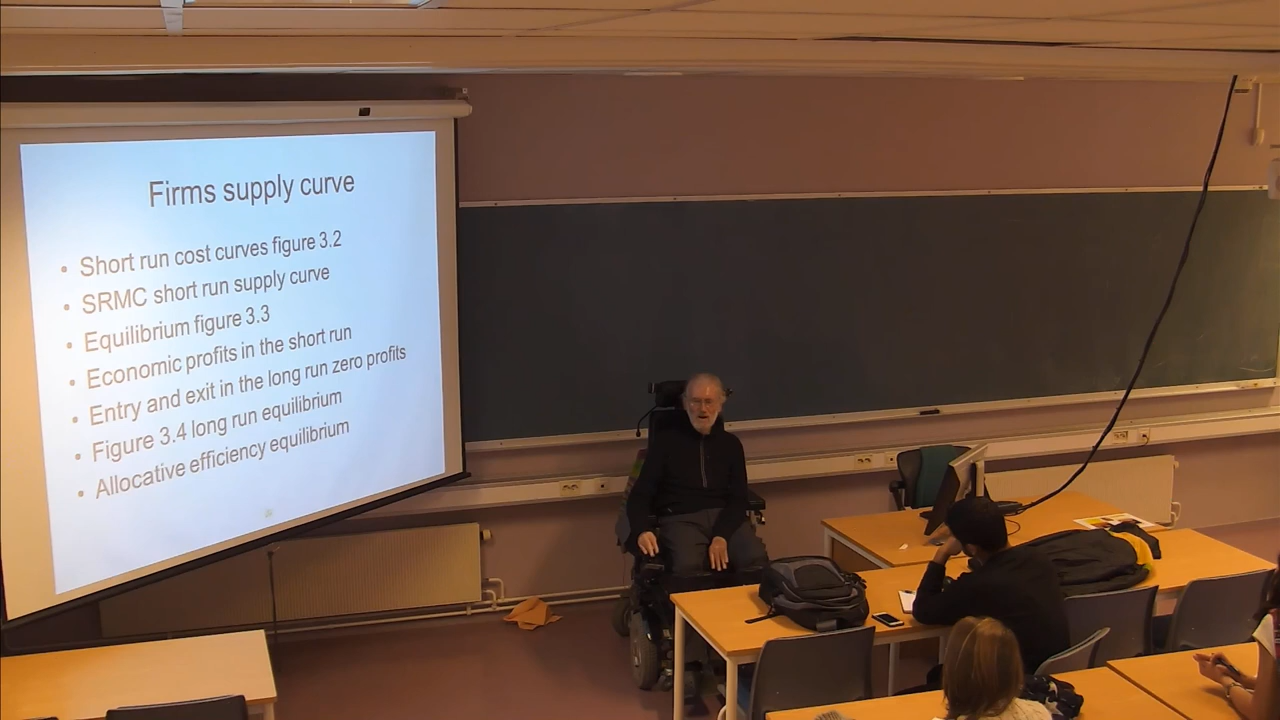 Firms supply curve
• Short run cost curves figure 3.2
• SRMC short run supply curve
• Equilibrium figure 3.3
• Economic profits in the short run
• Entry and exit in the long run zero profits
• Figure 3.4 long run equilibrium
• Allocative efficiency equilibrium